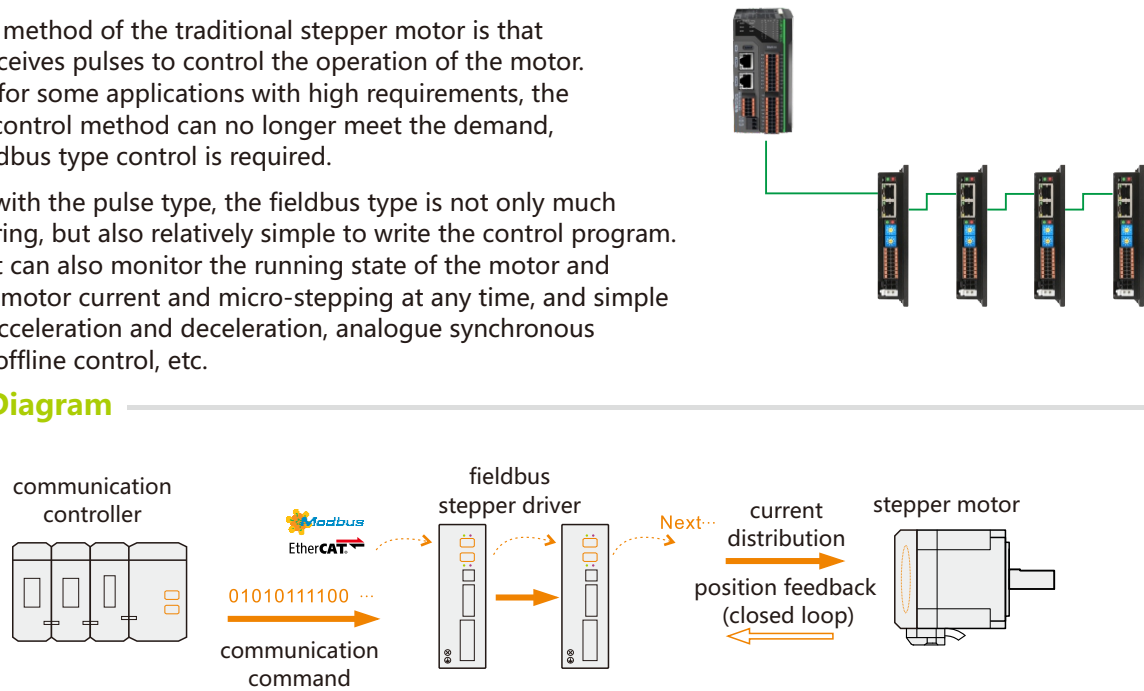 method of the traditional stepper motor is that
ceives pulses to control the operation of the motor.
for some applications with high requirements, the
control method can no longer meet the demand,
dbus type control is required.
with the pulse type, the fieldbus type is not only much
ring, but also relatively simple to write the control program.
t can also monitor the running state of the motor and
motor current and micro-stepping at any time, and simple
cceleration and deceleration, analogue synchronous
offline control, etc.
Diagram
communication
controller
Modbus
EtherCAT
01010111100 ···
communication
command
fieldbus
stepper driver
Next···
current
distribution
position feedback
(closed loop)
stepper motor